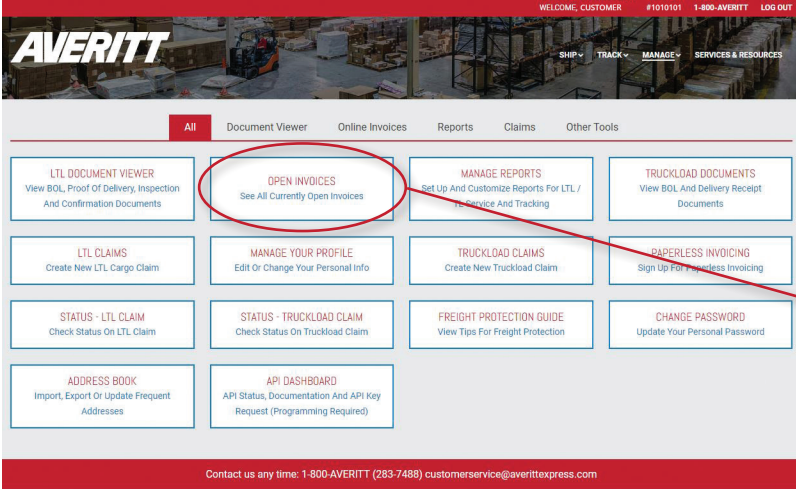 WELCOME, CUSTOMER #1010101 1-800-AVERITT LOG OUT
AVERITT
SHIP TRACK MANAGE SERVICES & RESOURCES
All Document Viewer Online Invoices Reports Claims Other Tools
LTL DOCUMENT VIEWER
View BOL, Proof Of Delivery, Inspection
And Confirmation Documents
OPEN INVOICES
See All Currently Open Invoices
MANAGE REPORTS
Set Up And Customize Reports For LTL /
TL Service And Tracking
TRUCKLOAD DOCUMENTS
View BOL And Delivery Receipt
Documents
LTL CLAIMS
Create New LTL Cargo Claim
MANAGE YOUR PROFILE
Edit Or Change Your Personal Info
TRUCKLOAD CLAIMS
Create New Truckload Claim
PAPERLESS INVOICING
Sign Up For Paperless Invoicing
STATUS - LTL CLAIM
Check Status On LTL Claim
STATUS - TRUCKLOAD CLAIM
Check Status On Truckload Claim
FREIGHT PROTECTION GUIDE
View Tips For Freight Protection
CHANGE PASSWORD
Update Your Personal Password
ADDRESS BOOK
Import, Export Or Update Frequent
Addresses
API DASHBOARD
API Status, Documentation And API Key
Request (Programming Required)
Contact us any time: 1-800-AVERITT (283-7488) customerservice@averittexpress.com